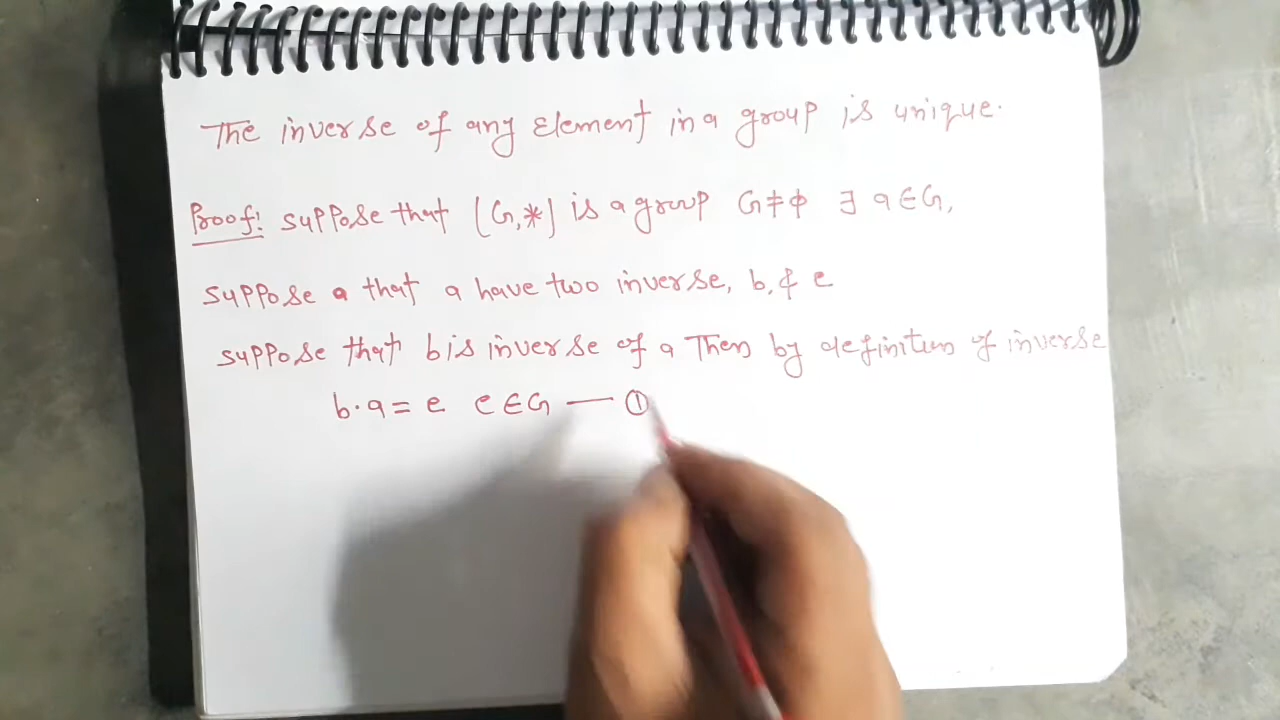 The inverse of any Element in a group is unique.
Proof: suppose that (G,*) is a group G≠ϕ ∃ a∈G,
suppose a that a have two inverse, b, & e
suppose that b is inverse of a Then by definition of inverse
b·a = e e∈G — ①